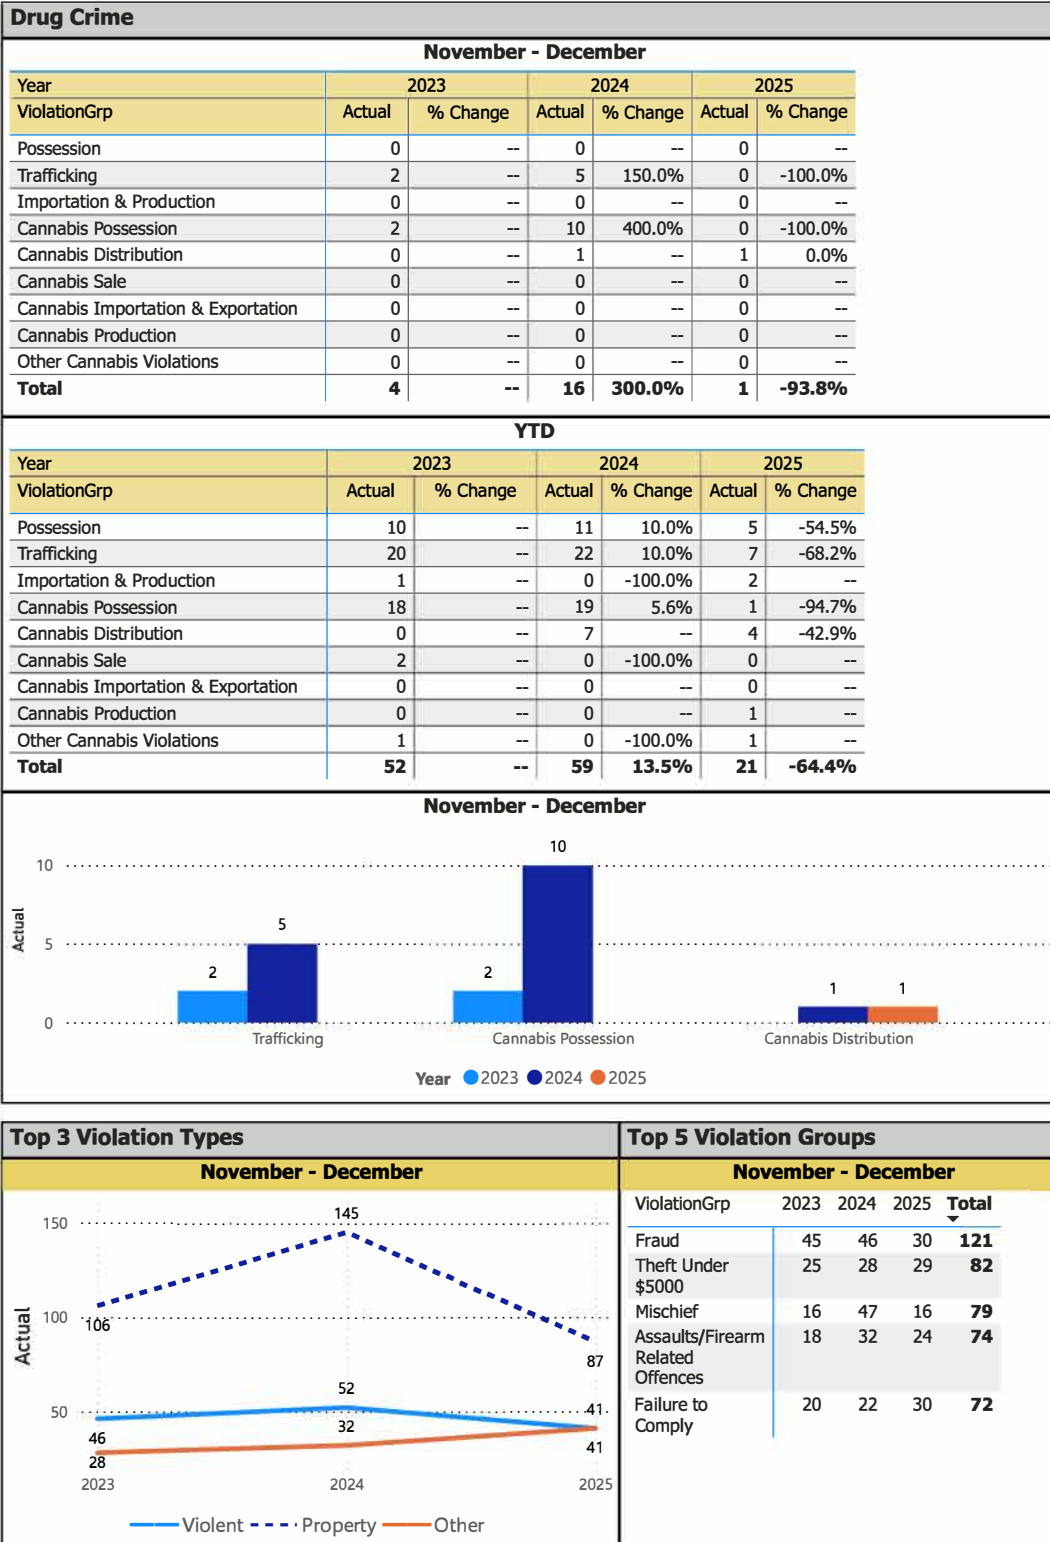 Drug Crime
November - December
Year 2023 2024 2025
ViolationGrp Actual % Change Actual % Change Actual % Change
Possession 0 -- 0 -- 0 --
Trafficking 2 -- 5 150.0% 0 -100.0%
Importation & Production 0 -- 0 -- 0 --
Cannabis Possession 2 -- 10 400.0% 0 -100.0%
Cannabis Distribution 0 -- 1 -- 1 0.0%
Cannabis Sale 0 -- 0 -- 0 --
Cannabis Importation & Exportation 0 -- 0 -- 0 --
Cannabis Production 0 -- 0 -- 0 --
Other Cannabis Violations 0 -- 0 -- 0 --
Total 4 -- 16 300.0% 1 -93.8%
YTD
Year 2023 2024 2025
ViolationGrp Actual % Change Actual % Change Actual % Change
Possession 10 -- 11 10.0% 5 -54.5%
Trafficking 20 -- 22 10.0% 7 -68.2%
Importation & Production 1 -- 0 -100.0% 2 --
Cannabis Possession 18 -- 19 5.6% 1 -94.7%
Cannabis Distribution 0 -- 7 -- 4 -42.9%
Cannabis Sale 2 -- 0 -100.0% 0 --
Cannabis Importation & Exportation 0 -- 0 -- 0 --
Cannabis Production 0 -- 0 -- 1 --
Other Cannabis Violations 1 -- 0 -100.0% 1 --
Total 52 -- 59 13.5% 21 -64.4%
November - December
Actual
10
5
0
2 5
2 10
1 1
Trafficking Cannabis Possession Cannabis Distribution
Year 2023 2024 2025
Top 3 Violation Types
November - December
Actual
150
100
50
106 145 87
46 52 41
28 32 41
2023 2024 2025
Violent Property Other
Top 5 Violation Groups
November - December
ViolationGrp 2023 2024 2025 Total
Fraud 45 46 30 121
Theft Under 25 28 29 82
$5000
Mischief 16 47 16 79
Assaults/Firearm 18 32 24 74
Related
Offences
Failure to 20 22 30 72
Comply